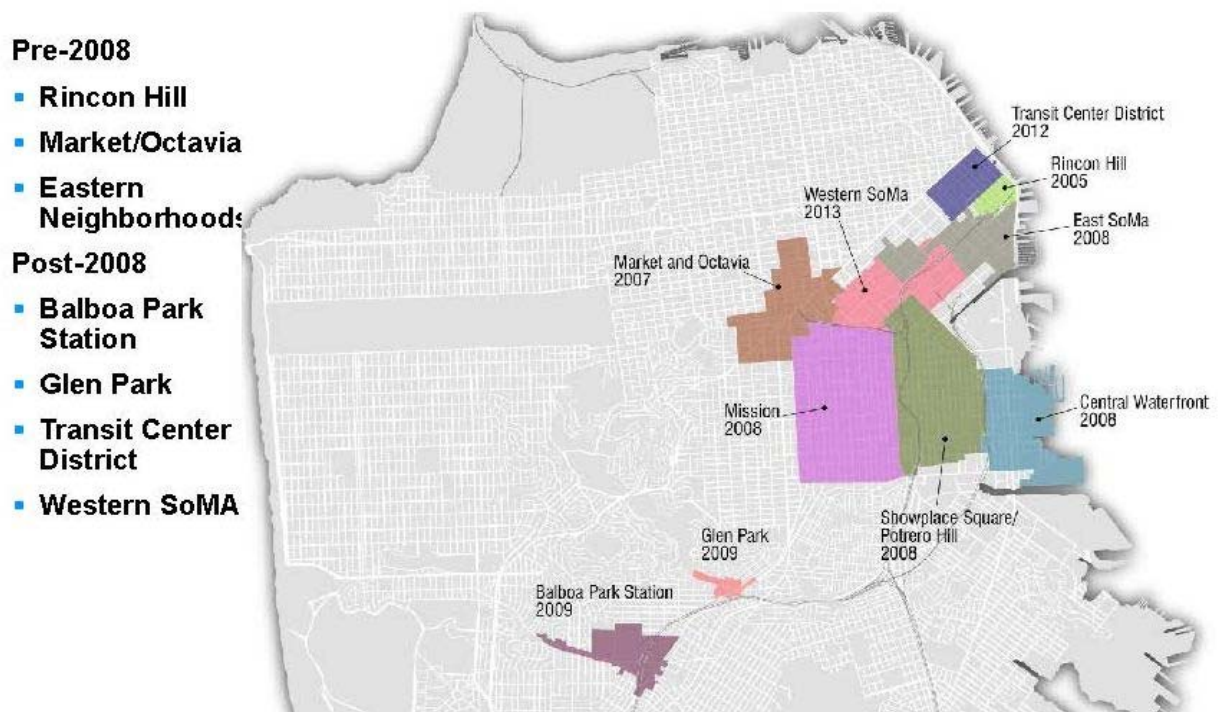 Pre-2008
▪ Rincon Hill
▪ Market/Octavia
▪ Eastern
Neighborhoods
Post-2008
▪ Balboa Park
Station
▪ Glen Park
▪ Transit Center
District
▪ Western SoMA
Transit Center District
2012
Rincon Hill
2005
Western SoMa
2013
East SoMa
2008
Market and Octavia
2007
Mission
2008
Central Waterfront
2008
Showplace Square/
Potrero Hill
2008
Glen Park
2009
Balboa Park Station
2009